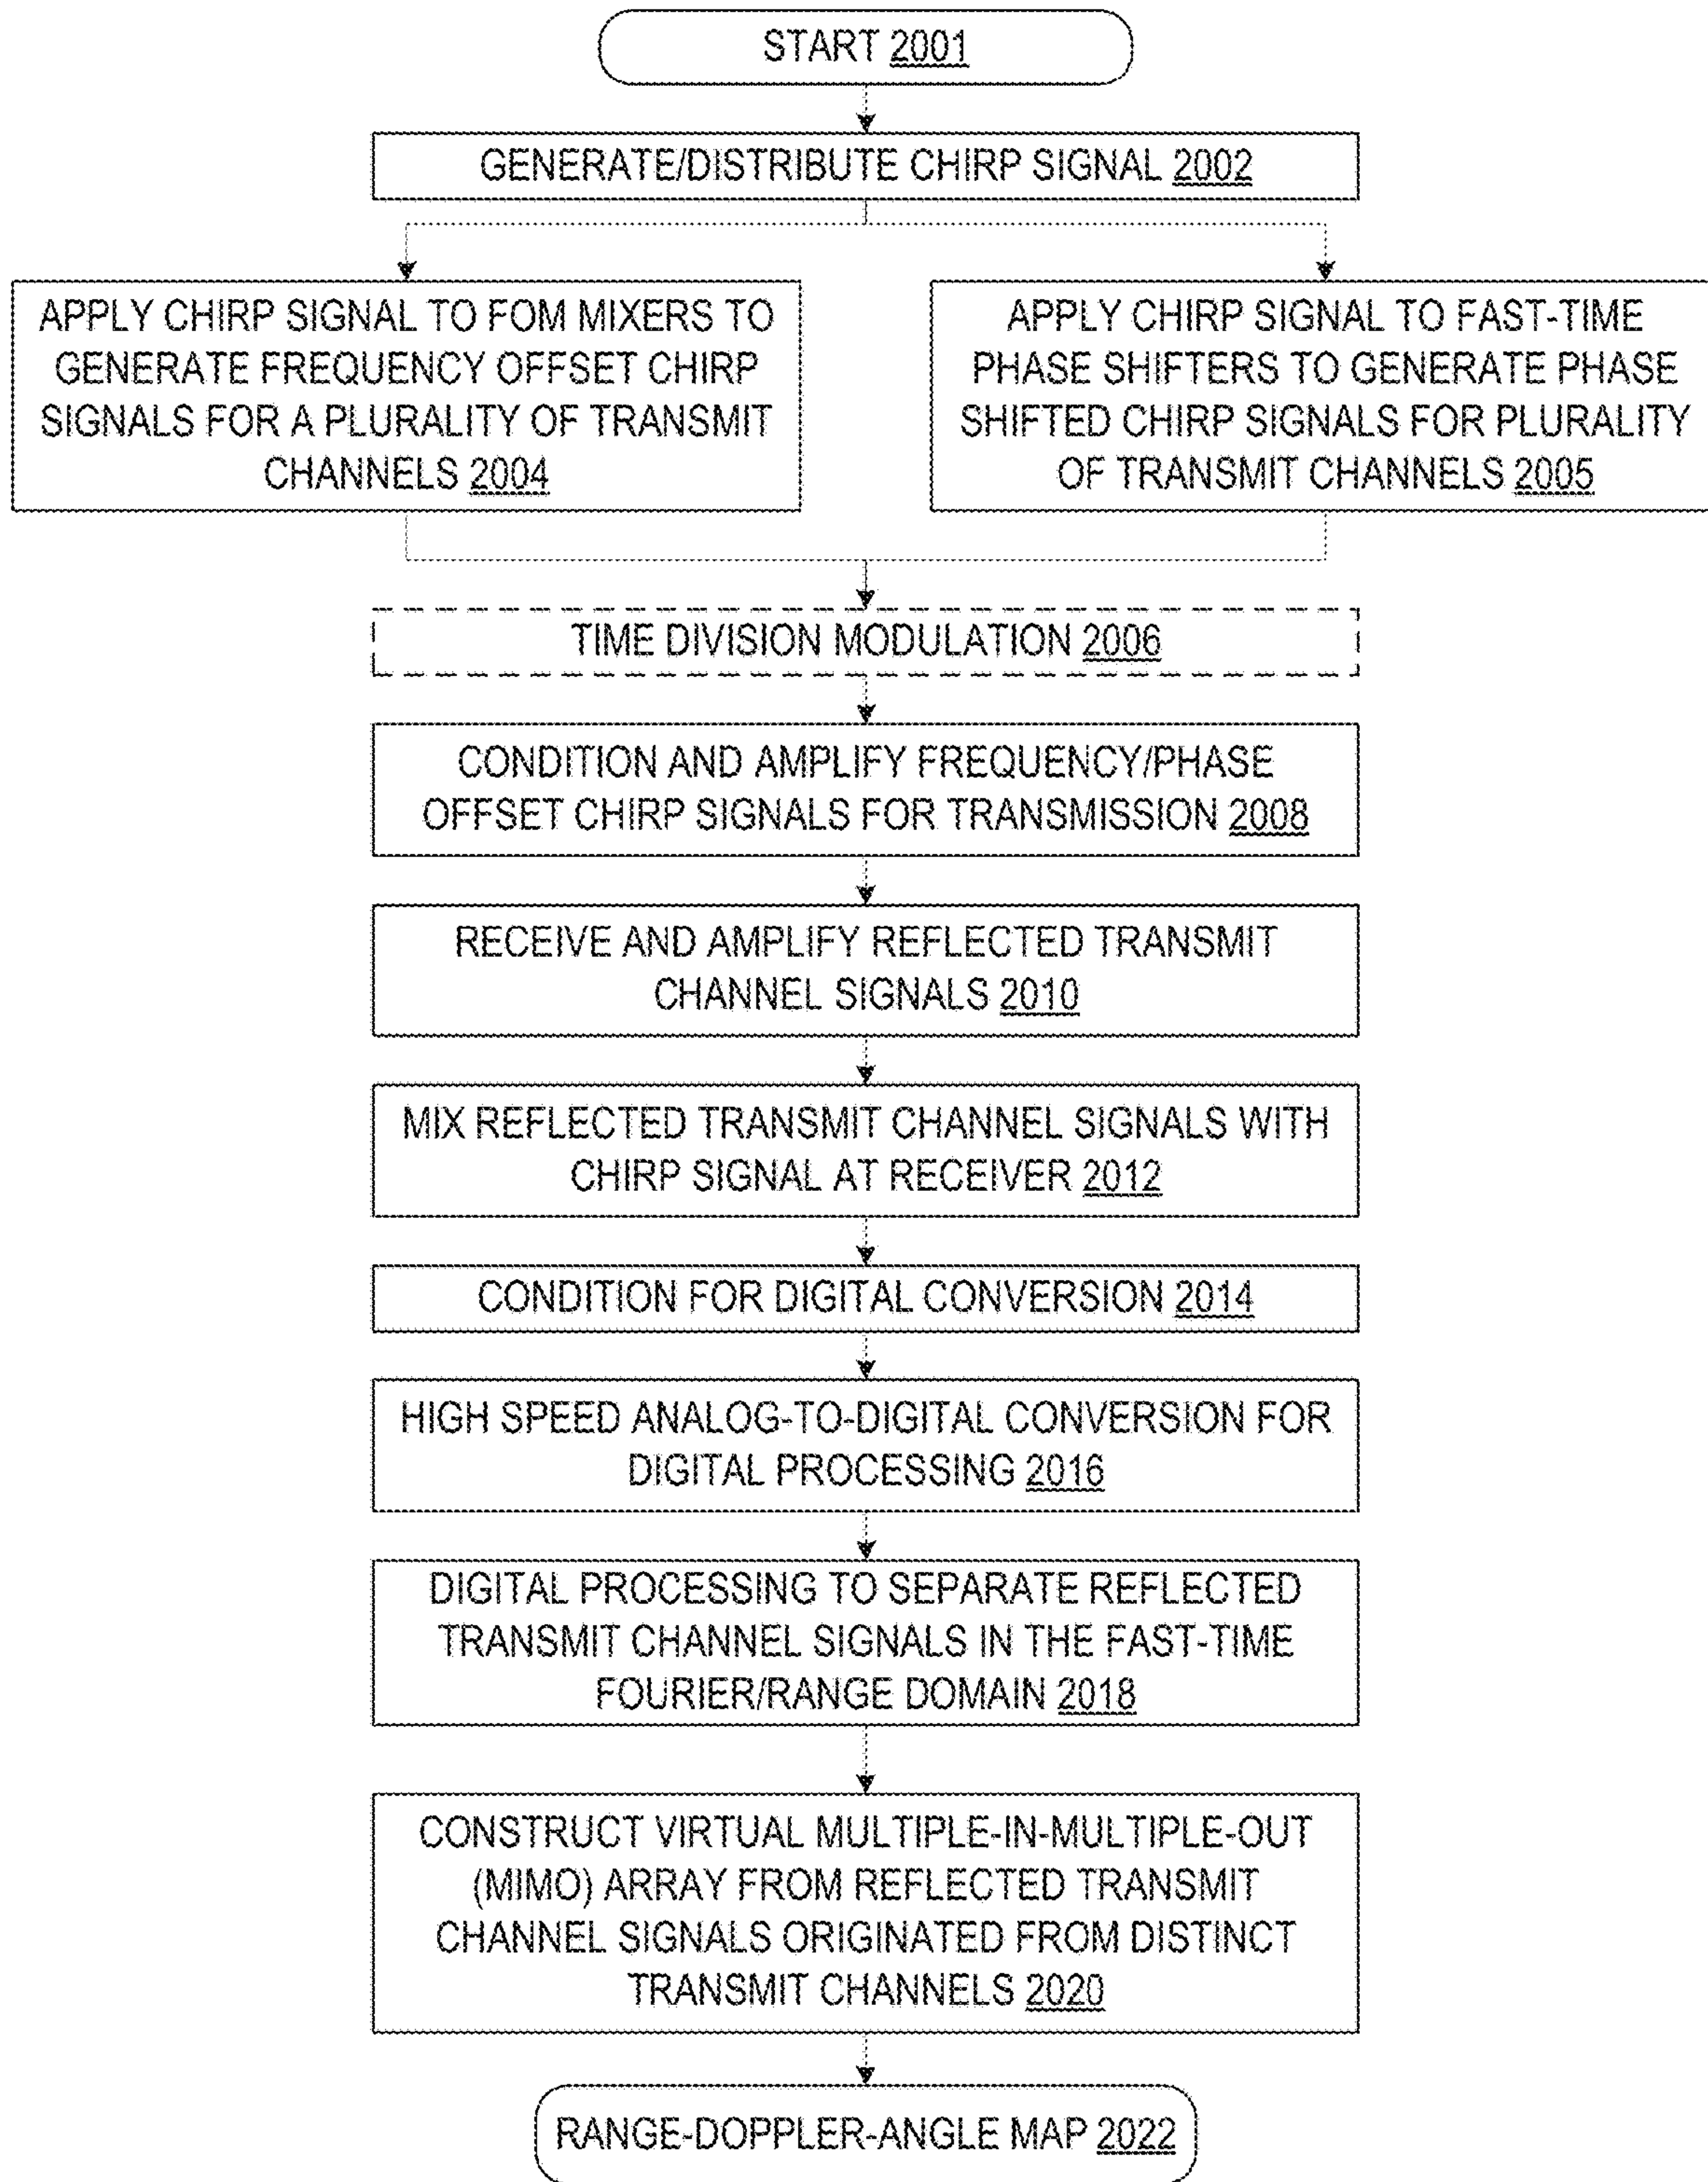 START 2001
GENERATE/DISTRIBUTE CHIRP SIGNAL 2002
APPLY CHIRP SIGNAL TO FOM MIXERS TO
GENERATE FREQUENCY OFFSET CHIRP
SIGNALS FOR A PLURALITY OF TRANSMIT
CHANNELS 2004
APPLY CHIRP SIGNAL TO FAST-TIME
PHASE SHIFTERS TO GENERATE PHASE
SHIFTED CHIRP SIGNALS FOR PLURALITY
OF TRANSMIT CHANNELS 2005
TIME DIVISION MODULATION 2006
CONDITION AND AMPLIFY FREQUENCY/PHASE
OFFSET CHIRP SIGNALS FOR TRANSMISSION 2008
RECEIVE AND AMPLIFY REFLECTED TRANSMIT
CHANNEL SIGNALS 2010
MIX REFLECTED TRANSMIT CHANNEL SIGNALS WITH
CHIRP SIGNAL AT RECEIVER 2012
CONDITION FOR DIGITAL CONVERSION 2014
HIGH SPEED ANALOG-TO-DIGITAL CONVERSION FOR
DIGITAL PROCESSING 2016
DIGITAL PROCESSING TO SEPARATE REFLECTED
TRANSMIT CHANNEL SIGNALS IN THE FAST-TIME
FOURIER/RANGE DOMAIN 2018
CONSTRUCT VIRTUAL MULTIPLE-IN-MULTIPLE-OUT
(MIMO) ARRAY FROM REFLECTED TRANSMIT
CHANNEL SIGNALS ORIGINATED FROM DISTINCT
TRANSMIT CHANNELS 2020
RANGE-DOPPLER-ANGLE MAP 2022